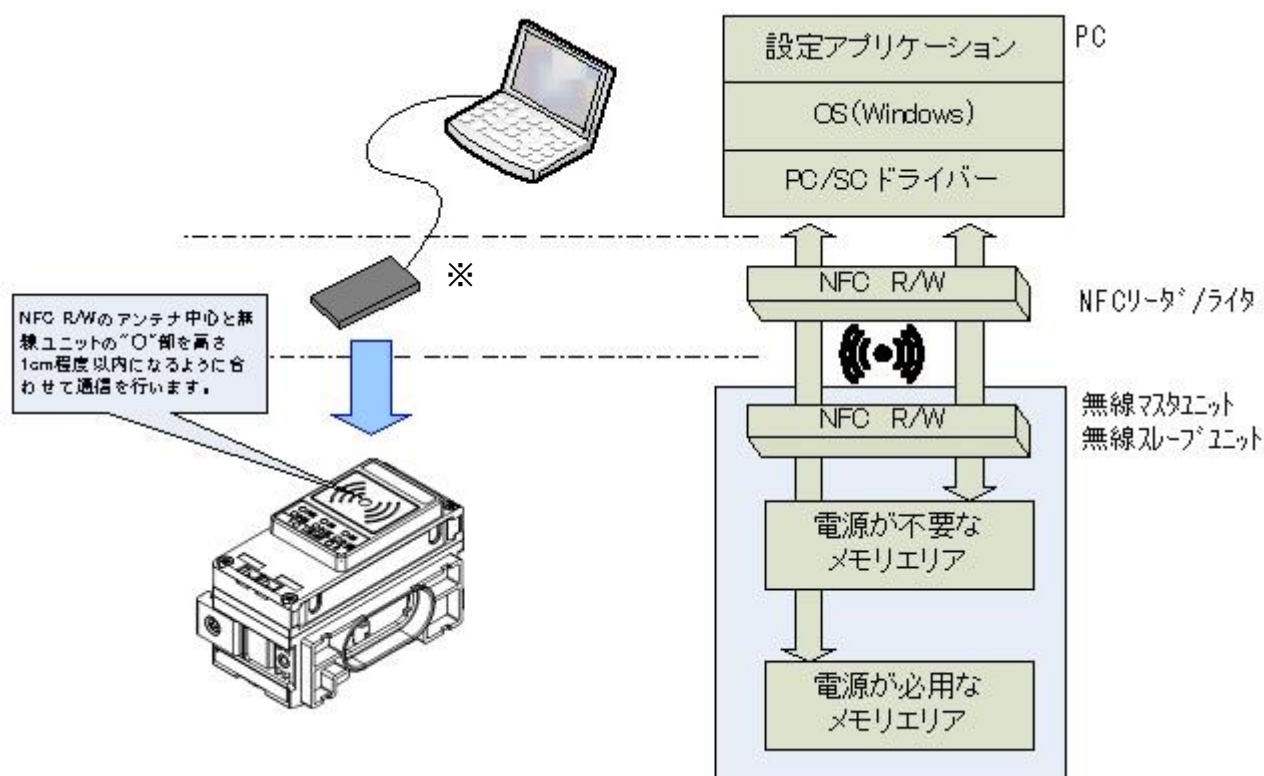 設定アプリケーション
PC
OS(Windows)
PC/SC ドライバー
※
NFC R/W
NFCリーダ/ライタ
NFC R/Wのアンテナ中心と無
線ユニットの"〇"部を高さ
1cm程度以内になるように合
わせて通信を行います。
無線マスタユニット
無線スレーブユニット
NFC R/W
電源が不要な
メモリエリア
電源が必用な
メモリエリア